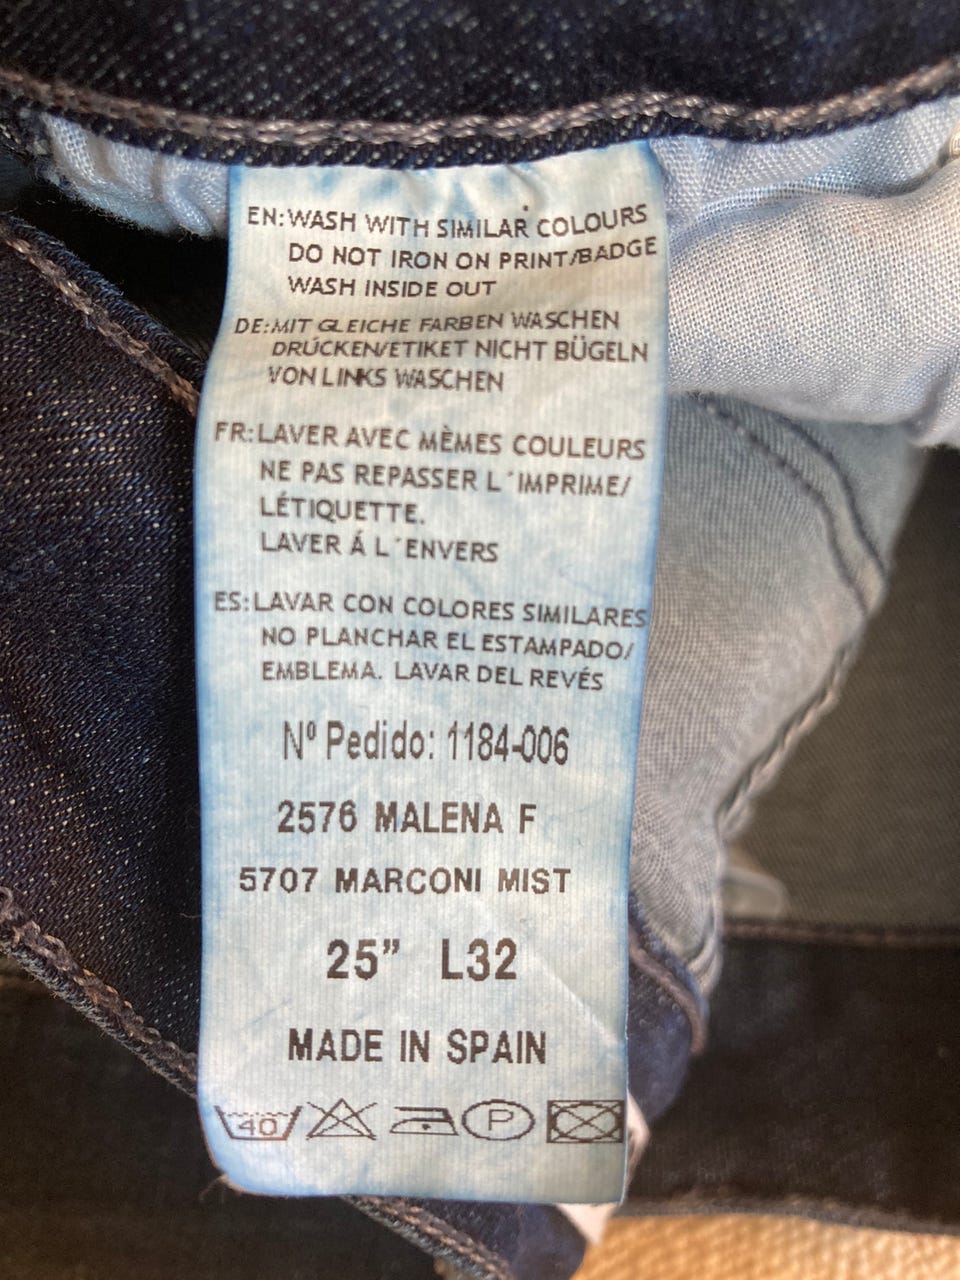 EN:WASH WITH SIMILAR COLOURS
DO NOT IRON ON PRINT/BADGE
WASH INSIDE OUT
DE:MIT GLEICHE FARBEN WASCHEN
DRÚCKEN/ETIKET NICHT BÜGELN
VON LINKS WASCHEN
FR:LAVER AVEC MÈMES COULEURS
NE PAS REPASSER L´IMPRIME/
LÉTIQUETTE.
LAVER Á L´ENVERS
ES:LAVAR CON COLORES SIMILARES
NO PLANCHAR EL ESTAMPADO/
EMBLEMA. LAVAR DEL REVÉS
Nº Pedido: 1184-006
2576 MALENA F
5707 MARCONI MIST
25” L32
MADE IN SPAIN
40 P